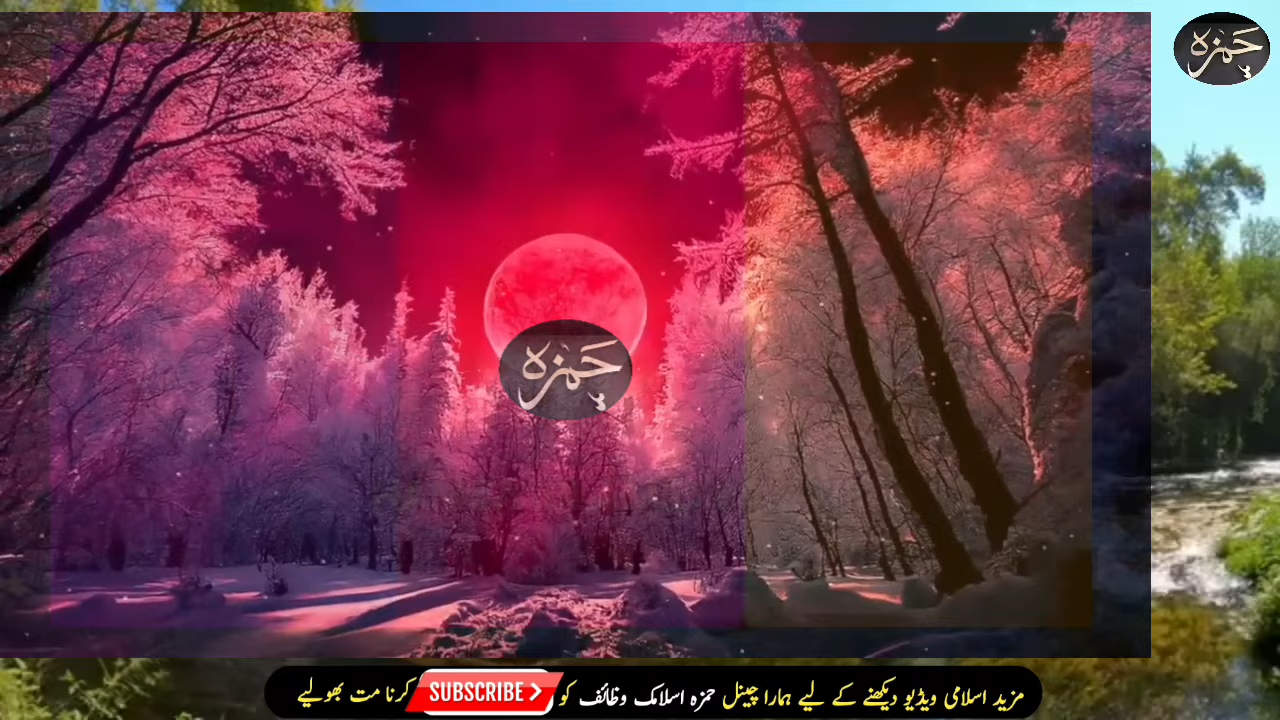 حمزہ
حمزہ
مزید اسلامی ویڈیو دیکھنے کے لیے ہمارا چینل حمزہ اسلامک وظائف کو SUBSCRIBE کرنا مت بھولیے